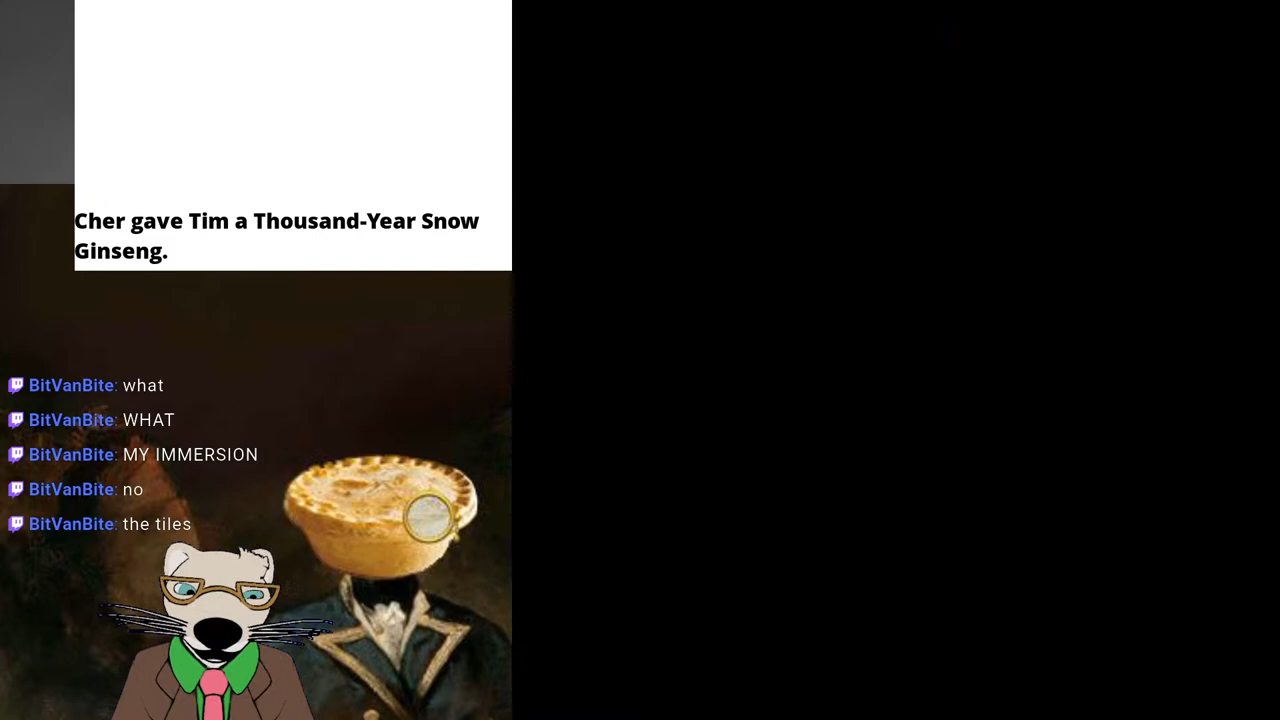 Cher gave Tim a Thousand-Year Snow
Ginseng.
BitVanBite: what
BitVanBite: WHAT
BitVanBite: MY IMMERSION
BitVanBite: no
BitVanBite: the tiles